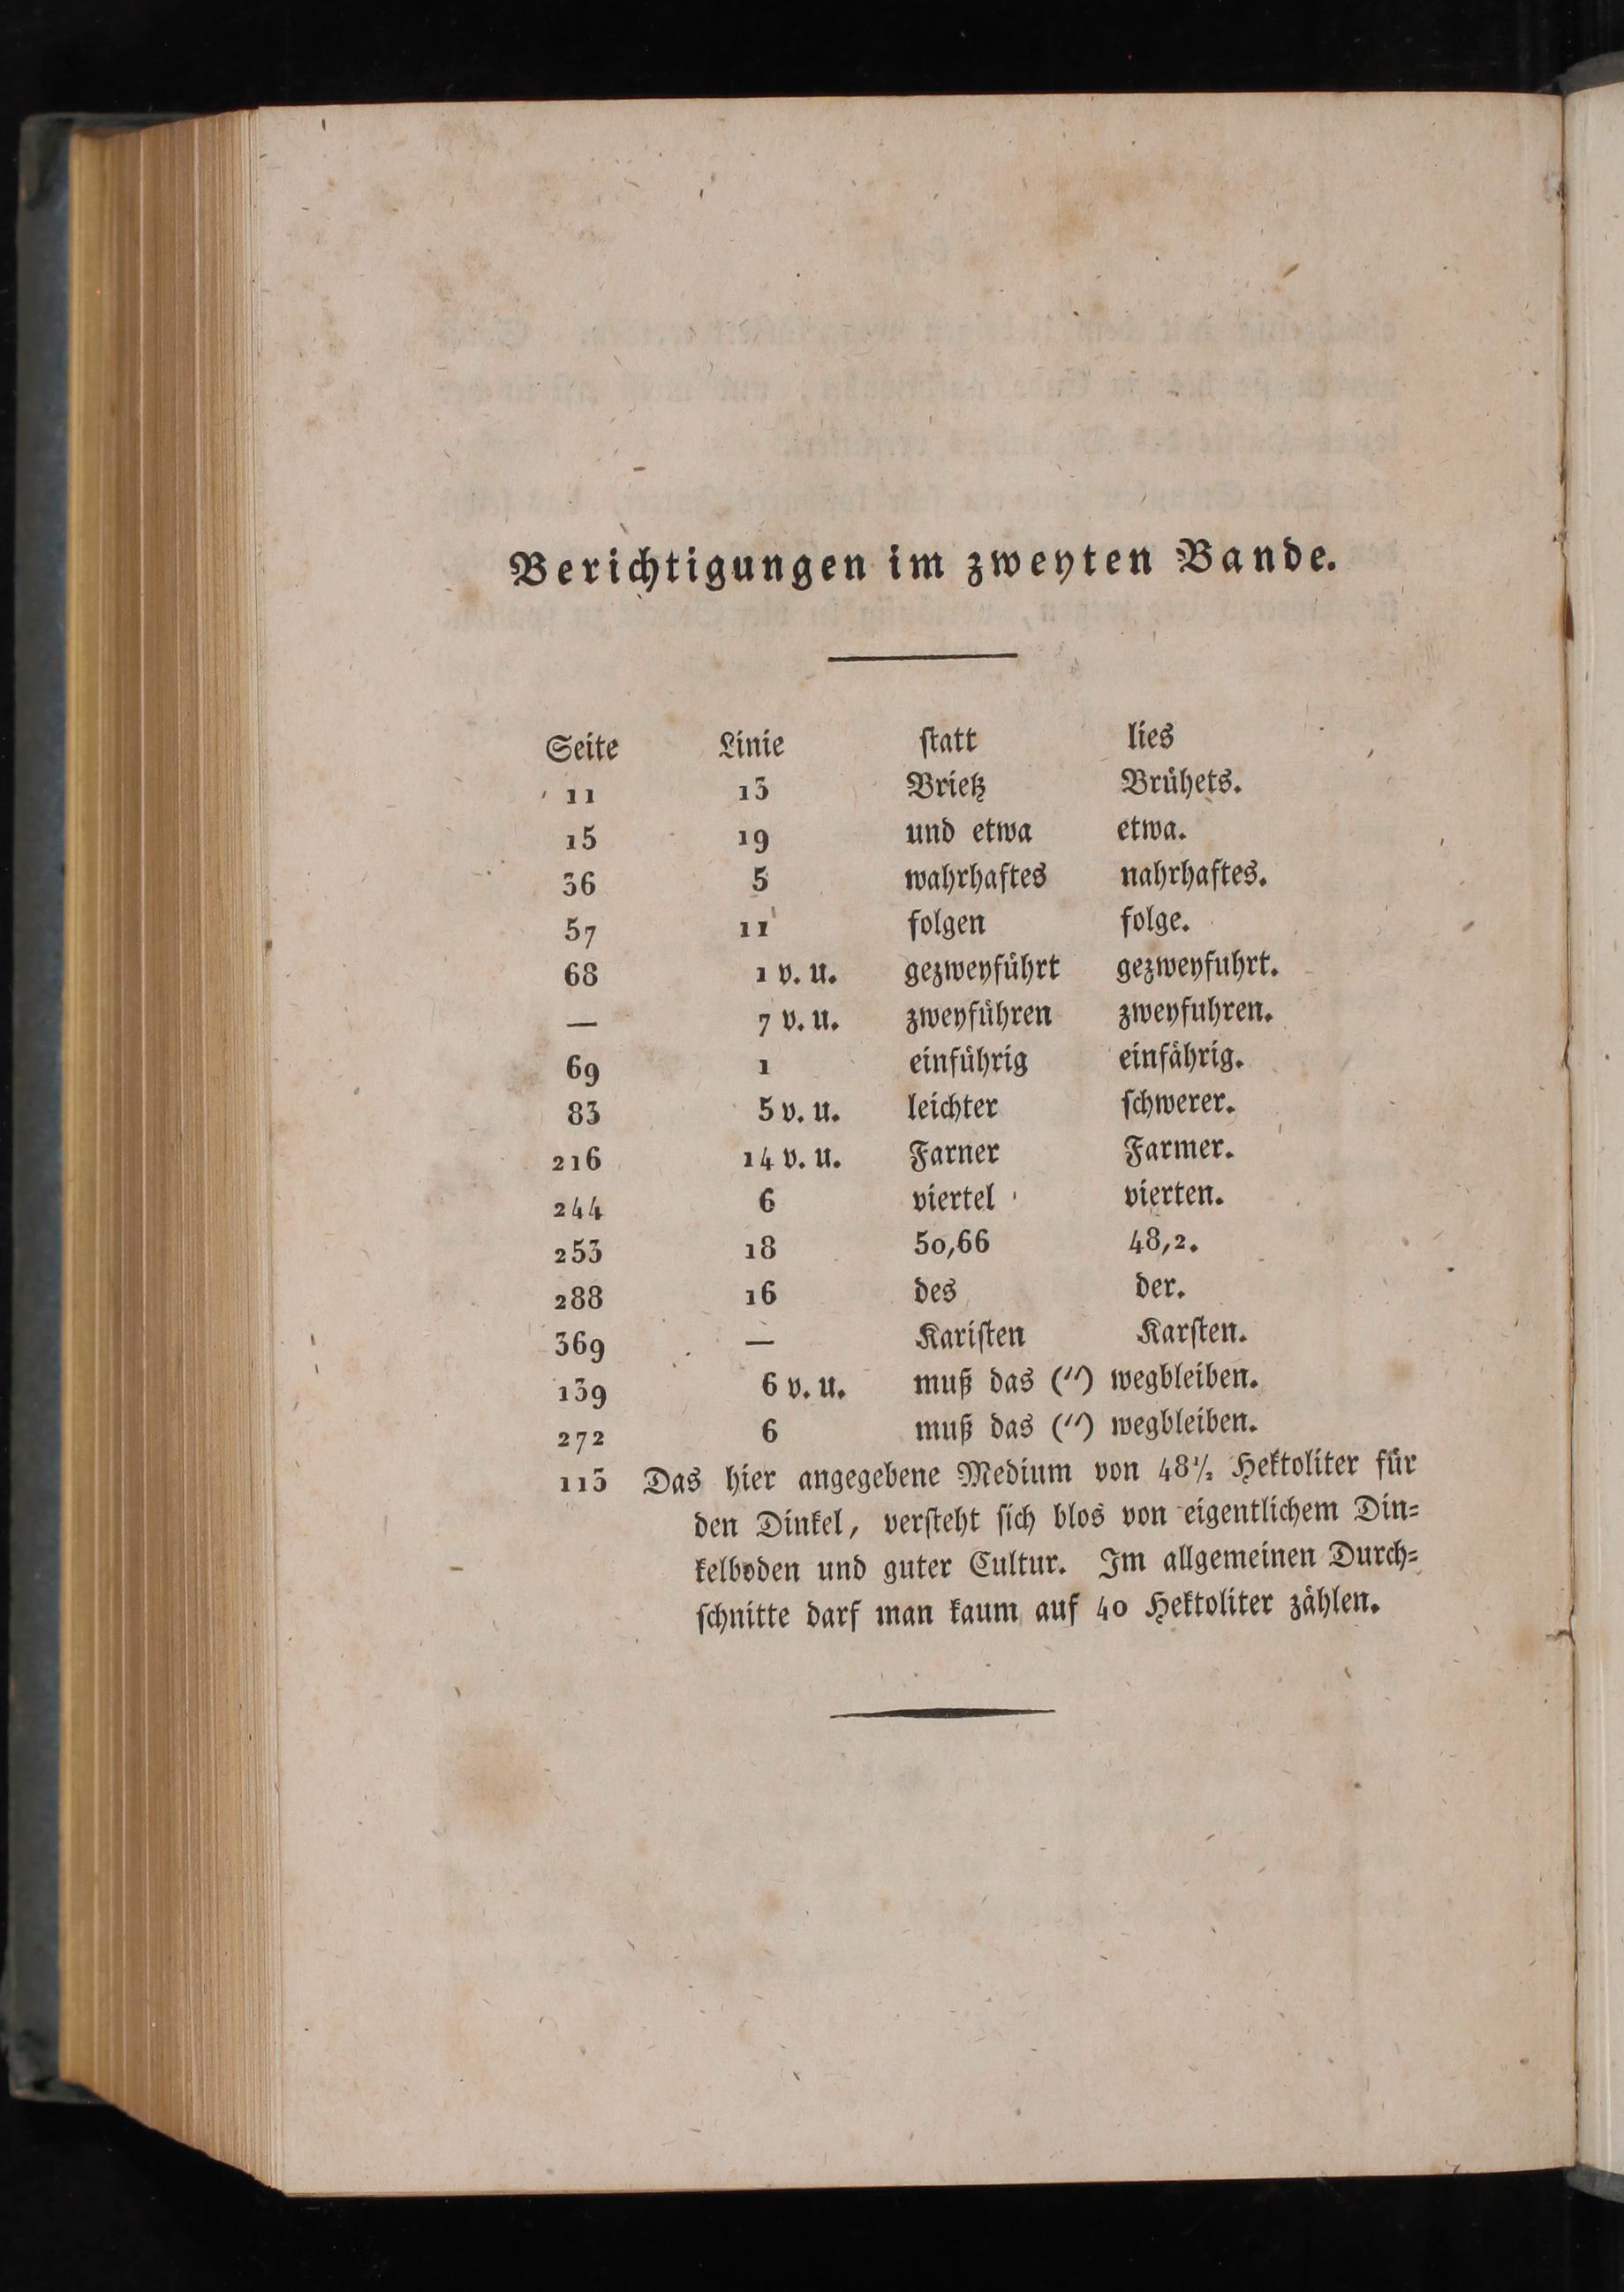 Berichtigungen im zweyten Bande.
Seite Linie statt lies
11 13 Brietz Brühets.
15 19 und etwa etwa.
36 5 wahrhaftes nahrhaftes.
57 11 folgen folge.
68 1 v. u. gezweyführt gezweyfuhrt.
— 7 v. u. zweyführen zweyfuhren.
69 1 einführig einfährig.
83 5 v. u. leichter schwerer.
216 14 v. u. Farner Farmer.
244 6 viertel vierten.
253 18 50,66 48,2.
288 16 des der.
369 — Karisten Karsten.
139 6 v. u. muß das (″) wegbleiben.
272 6 muß das (″) wegbleiben.
113 Das hier angegebene Medium von 48½ Hektoliter für
den Dinkel, versteht sich blos von eigentlichem Din-
kelboden und guter Cultur. Im allgemeinen Durch-
schnitte darf man kaum auf 40 Hektoliter zählen.